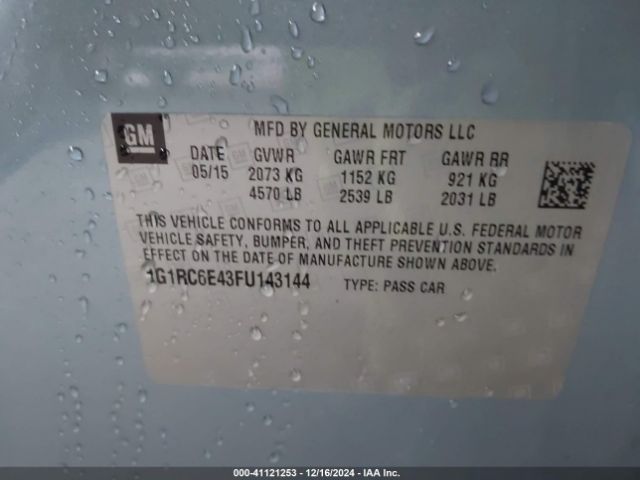 GM
MFD BY GENERAL MOTORS LLC
DATE GVWR GAWR FRT GAWR RR
05/15 2073 KG 1152 KG 921 KG
4570 LB 2539 LB 2031 LB
THIS VEHICLE CONFORMS TO ALL APPLICABLE U.S. FEDERAL MOTOR
VEHICLE SAFETY, BUMPER, AND THEFT PREVENTION STANDARDS IN
EFFECT ON THE DATE OF MANUFACTURE SHOWN ABOVE.
1G1RC6E43FU143144 TYPE: PASS CAR
000-41121253 - 12/16/2024 - IAA Inc.